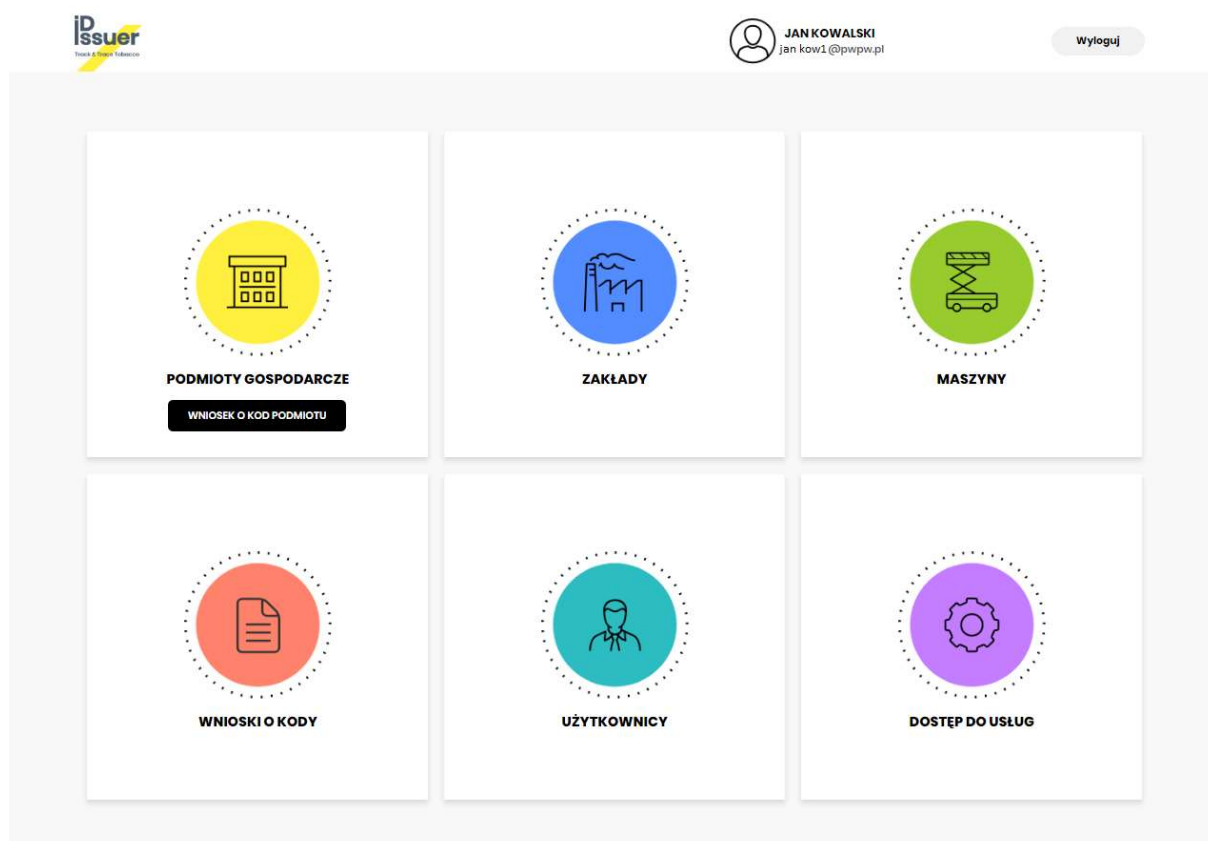 iD
Issuer
Track & Trace Tobacco
JAN KOWALSKI
jan kow1@pwpw.pl
Wyloguj
PODMIOTY GOSPODARCZE
WNIOSEK O KOD PODMIOTU
ZAKŁADY
MASZYNY
WNIOSKI O KODY
UŻYTKOWNICY
DOSTĘP DO USŁUG